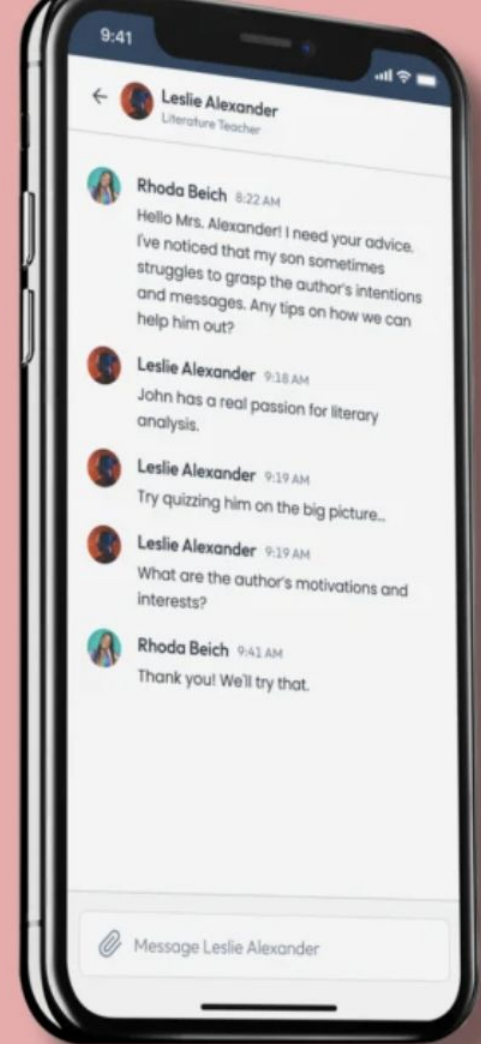 9:41
Leslie Alexander
Literature Teacher
Rhoda Beich 8:22 AM
Hello Mrs. Alexander! I need your advice.
I've noticed that my son sometimes
struggles to grasp the author's intentions
and messages. Any tips on how we can
help him out?
Leslie Alexander 9:18 AM
John has a real passion for literary
analysis.
Leslie Alexander 9:19 AM
Try quizzing him on the big picture...
Leslie Alexander 9:19 AM
What are the author's motivations and
interests?
Rhoda Beich 9:41 AM
Thank you! We'll try that.
Message Leslie Alexander